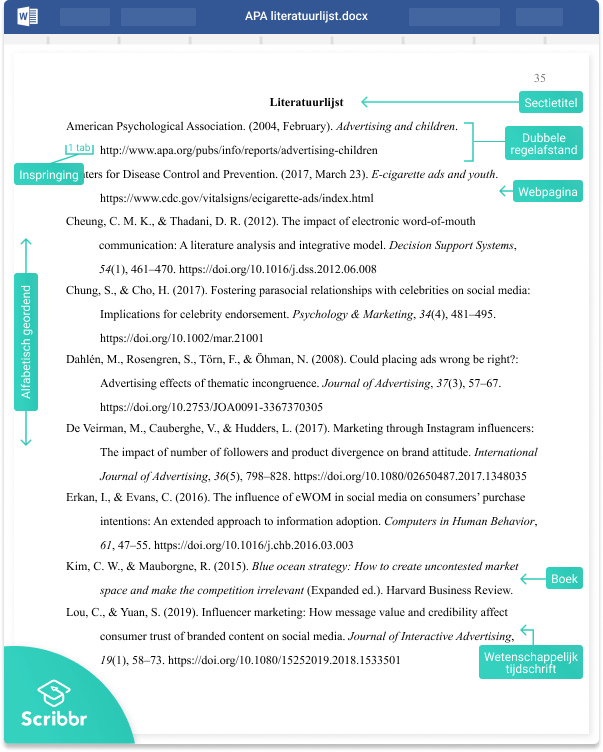 APA literatuurlijst.docx
35
Literatuurlijst
Sectietitel
American Psychological Association. (2004, February). Advertising and children.
1 tab
http://www.apa.org/pubs/info/reports/advertising-children
Dubbele
regelafstand
Inspringing
ters for Disease Control and Prevention. (2017, March 23). E-cigarette ads and youth.
https://www.cdc.gov/vitalsigns/ecigarette-ads/index.html
Webpagina
Cheung, C. M. K., & Thadani, D. R. (2012). The impact of electronic word-of-mouth
communication: A literature analysis and integrative model. Decision Support Systems,
54(1), 461–470. https://doi.org/10.1016/j.dss.2012.06.008
Alfabetisch geordend
Chung, S., & Cho, H. (2017). Fostering parasocial relationships with celebrities on social media:
Implications for celebrity endorsement. Psychology & Marketing, 34(4), 481–495.
https://doi.org/10.1002/mar.21001
Dahlén, M., Rosengren, S., Törn, F., & Öhman, N. (2008). Could placing ads wrong be right?:
Advertising effects of thematic incongruence. Journal of Advertising, 37(3), 57–67.
https://doi.org/10.2753/JOA0091-3367370305
De Veirman, M., Cauberghe, V., & Hudders, L. (2017). Marketing through Instagram influencers:
The impact of number of followers and product divergence on brand attitude. International
Journal of Advertising, 36(5), 798–828. https://doi.org/10.1080/02650487.2017.1348035
Erkan, I., & Evans, C. (2016). The influence of eWOM in social media on consumers’ purchase
intentions: An extended approach to information adoption. Computers in Human Behavior,
61, 47–55. https://doi.org/10.1016/j.chb.2016.03.003
Kim, C. W., & Mauborgne, R. (2015). Blue ocean strategy: How to create uncontested market
space and make the competition irrelevant (Expanded ed.). Harvard Business Review.
Boek
Lou, C., & Yuan, S. (2019). Influencer marketing: How message value and credibility affect
consumer trust of branded content on social media. Journal of Interactive Advertising,
19(1), 58–73. https://doi.org/10.1080/15252019.2018.1533501
Wetenschappelijk
tijdschrift
Scribbr